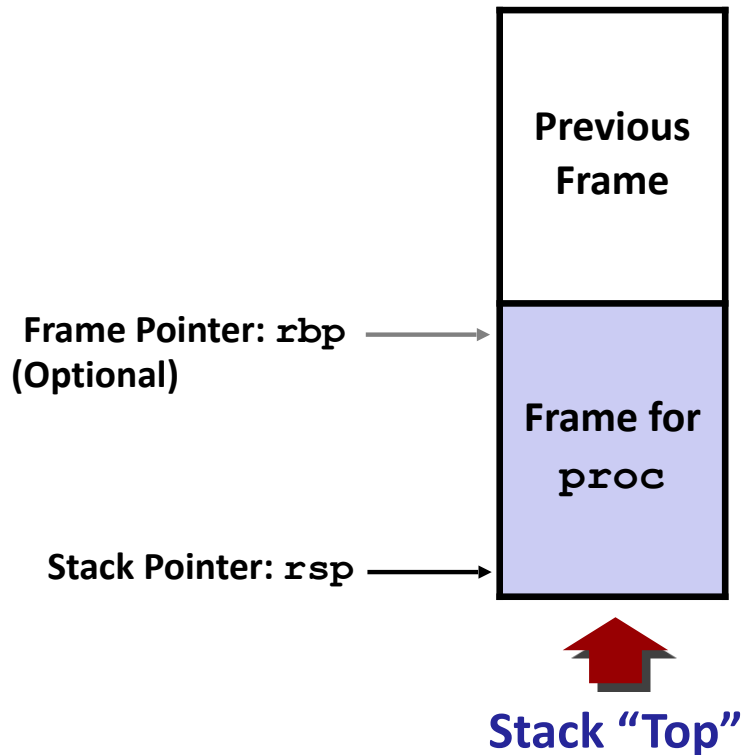 Previous
Frame
Frame Pointer: rbp
(Optional)
Frame for
proc
Stack Pointer: rsp
Stack “Top”